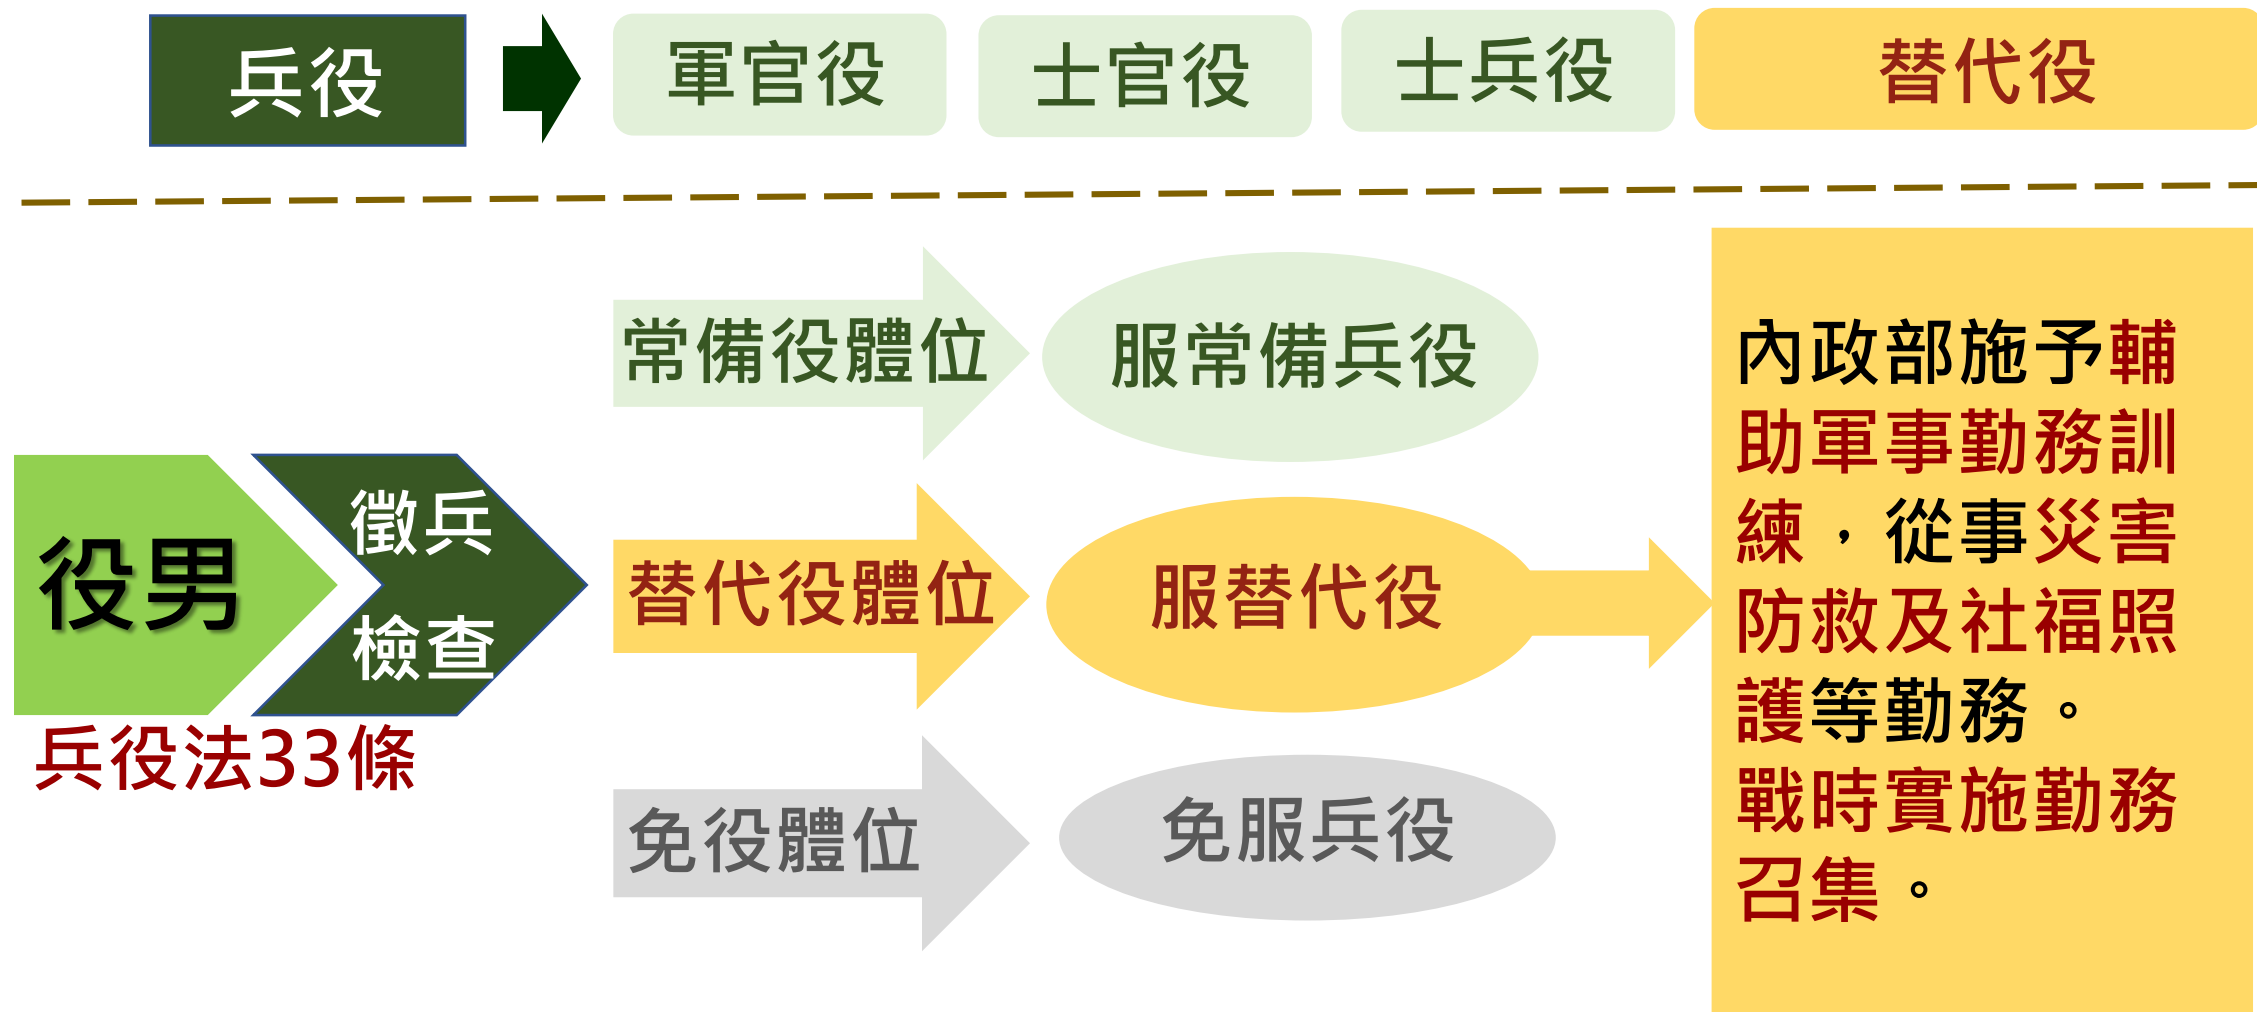 兵役
軍官役
士官役
士兵役
替代役
役男
徵兵
檢查
兵役法33條
常備役體位
服常備兵役
替代役體位
服替代役
免役體位
免服兵役
內政部施予輔
助軍事勤務訓
練，從事災害
防救及社福照
護等勤務。
戰時實施勤務
召集。